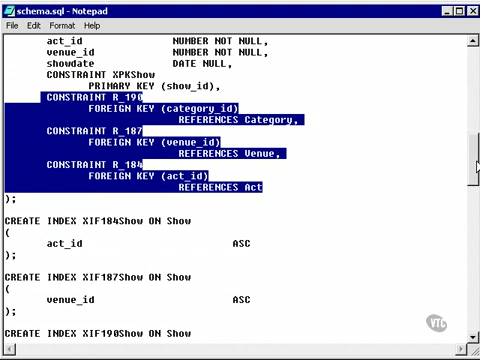 schema.sql - Notepad
File Edit Format Help
act_id NUMBER NOT NULL,
venue_id NUMBER NOT NULL,
showdate DATE NULL,
CONSTRAINT XPKShow
PRIMARY KEY (show_id),
CONSTRAINT R_190
FOREIGN KEY (category_id)
REFERENCES Category,
CONSTRAINT R_187
FOREIGN KEY (venue_id)
REFERENCES Venue,
CONSTRAINT R_184
FOREIGN KEY (act_id)
REFERENCES Act
);
CREATE INDEX XIF184Show ON Show
(
act_id ASC
);
CREATE INDEX XIF187Show ON Show
(
venue_id ASC
);
CREATE INDEX XIF190Show ON Show
VTC